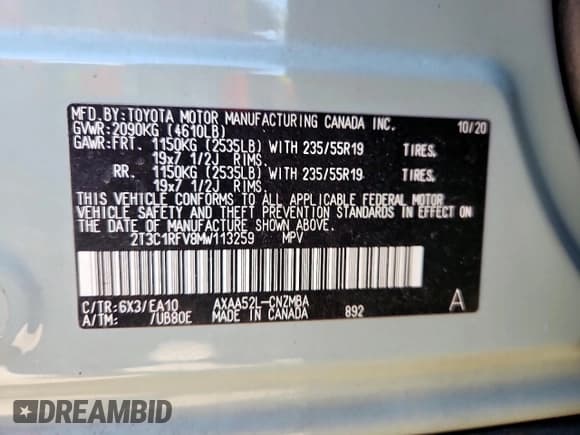 MFD.BY:TOYOTA MOTOR MANUFACTURING CANADA INC. 10/20
GVWR:2090KG (4610LB)
GAWR:FRT. 1150KG (2535LB) WITH 235/55R19 TIRES.
19x7 1/2J RIMS.
RR. 1150KG (2535LB) WITH 235/55R19 TIRES.
19x7 1/2J RIMS.
THIS VEHICLE CONFORMS TO ALL APPLICABLE FEDERAL MOTOR
VEHICLE SAFETY AND THEFT PREVENTION STANDARDS IN EFFECT ON
THE DATE OF MANUFACTURE SHOWN ABOVE.
2T3C1RFV8MW113259 MPV
C/TR:6X3/EA10 AXAA52L-CNZMBA A
A/TM: /UB80E MADE IN CANADA 892
DREAMBID